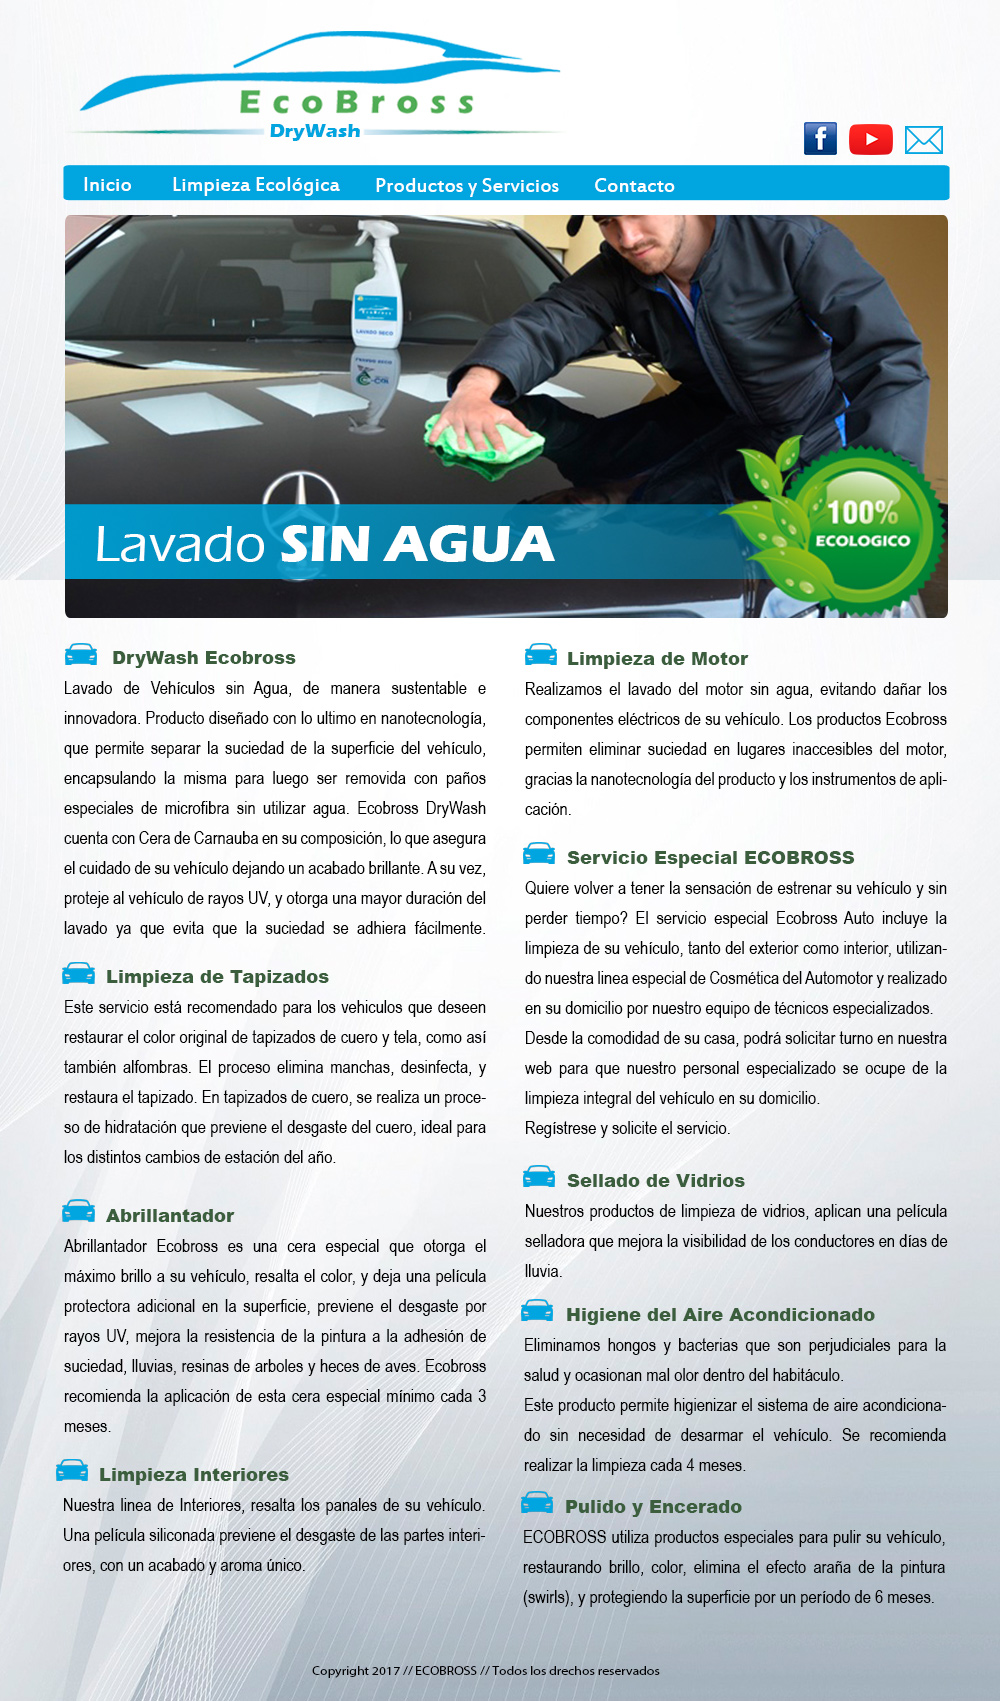 EcoBross
DryWash
Inicio Limpieza Ecológica Productos y Servicios Contacto
EcoBross
LAVADO SECO
100%
ECOLOGICO
Lavado SIN AGUA
DryWash Ecobross
Lavado de Vehículos sin Agua, de manera sustentable e
innovadora. Producto diseñado con lo ultimo en nanotecnología,
que permite separar la suciedad de la superficie del vehículo,
encapsulando la misma para luego ser removida con paños
especiales de microfibra sin utilizar agua. Ecobross DryWash
cuenta con Cera de Carnauba en su composición, lo que asegura
el cuidado de su vehículo dejando un acabado brillante. A su vez,
proteje al vehículo de rayos UV, y otorga una mayor duración del
lavado ya que evita que la suciedad se adhiera fácilmente.
Limpieza de Tapizados
Este servicio está recomendado para los vehiculos que deseen
restaurar el color original de tapizados de cuero y tela, como así
también alfombras. El proceso elimina manchas, desinfecta, y
restaura el tapizado. En tapizados de cuero, se realiza un proce-
so de hidratación que previene el desgaste del cuero, ideal para
los distintos cambios de estación del año.
Abrillantador
Abrillantador Ecobross es una cera especial que otorga el
máximo brillo a su vehículo, resalta el color, y deja una película
protectora adicional en la superficie, previene el desgaste por
rayos UV, mejora la resistencia de la pintura a la adhesión de
suciedad, lluvias, resinas de arboles y heces de aves. Ecobross
recomienda la aplicación de esta cera especial mínimo cada 3
meses.
Limpieza Interiores
Nuestra linea de Interiores, resalta los panales de su vehículo.
Una película siliconada previene el desgaste de las partes interi-
ores, con un acabado y aroma único.
Limpieza de Motor
Realizamos el lavado del motor sin agua, evitando dañar los
componentes eléctricos de su vehículo. Los productos Ecobross
permiten eliminar suciedad en lugares inaccesibles del motor,
gracias la nanotecnología del producto y los instrumentos de apli-
cación.
Servicio Especial ECOBROSS
Quiere volver a tener la sensación de estrenar su vehículo y sin
perder tiempo? El servicio especial Ecobross Auto incluye la
limpieza de su vehículo, tanto del exterior como interior, utilizan-
do nuestra linea especial de Cosmética del Automotor y realizado
en su domicilio por nuestro equipo de técnicos especializados.
Desde la comodidad de su casa, podrá solicitar turno en nuestra
web para que nuestro personal especializado se ocupe de la
limpieza integral del vehículo en su domicilio.
Regístrese y solicite el servicio.
Sellado de Vidrios
Nuestros productos de limpieza de vidrios, aplican una película
selladora que mejora la visibilidad de los conductores en días de
lluvia.
Higiene del Aire Acondicionado
Eliminamos hongos y bacterias que son perjudiciales para la
salud y ocasionan mal olor dentro del habitáculo.
Este producto permite higienizar el sistema de aire acondiciona-
do sin necesidad de desarmar el vehículo. Se recomienda
realizar la limpieza cada 4 meses.
Pulido y Encerado
ECOBROSS utiliza productos especiales para pulir su vehículo,
restaurando brillo, color, elimina el efecto araña de la pintura
(swirls), y protegiendo la superficie por un período de 6 meses.
Copyright 2017 // ECOBROSS // Todos los drechos reservados